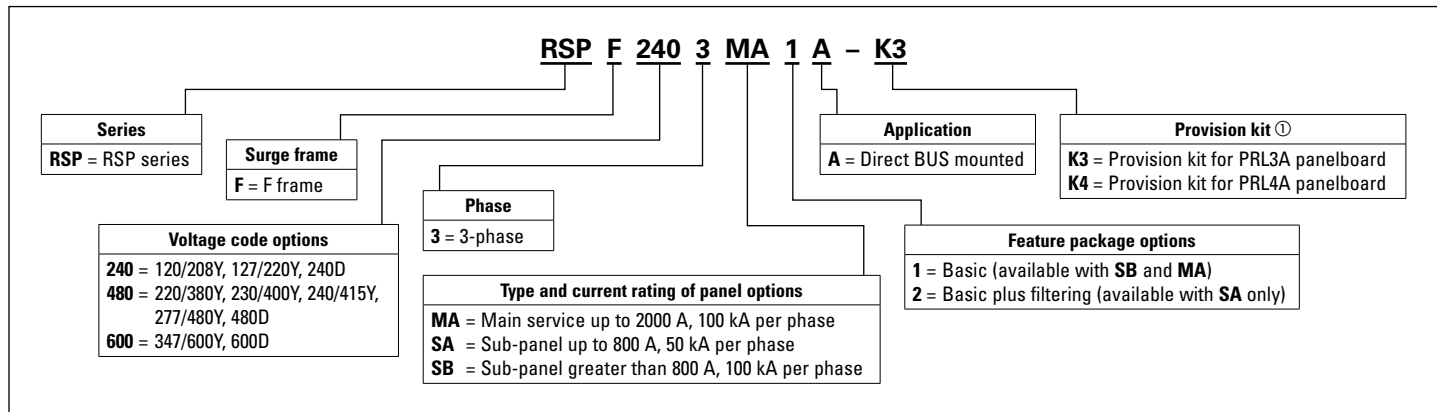 RSP F 240 3 MA 1 A – K3
Series
RSP = RSP series
Surge frame
F = F frame
Voltage code options
240 = 120/208Y, 127/220Y, 240D
480 = 220/380Y, 230/400Y, 240/415Y,
277/480Y, 480D
600 = 347/600Y, 600D
Phase
3 = 3-phase
Type and current rating of panel options
MA = Main service up to 2000 A, 100 kA per phase
SA = Sub-panel up to 800 A, 50 kA per phase
SB = Sub-panel greater than 800 A, 100 kA per phase
Application
A = Direct BUS mounted
Feature package options
1 = Basic (available with SB and MA)
2 = Basic plus filtering (available with SA only)
Provision kit ①
K3 = Provision kit for PRL3A panelboard
K4 = Provision kit for PRL4A panelboard